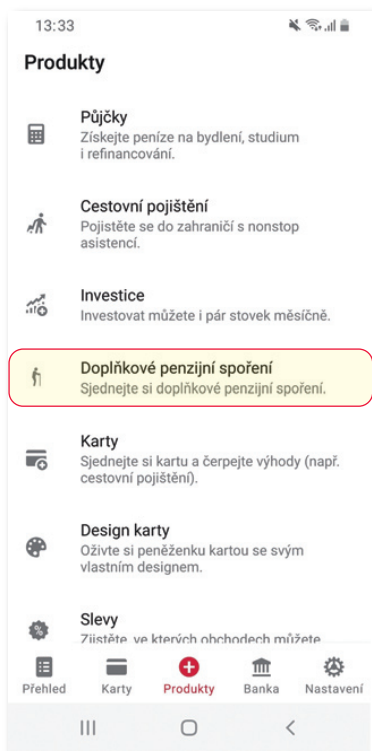 13:33
Produkty
Půjčky
Získejte peníze na bydlení, studium
i refinancování.
Cestovní pojištění
Pojistěte se do zahraničí s nonstop
asistencí.
Investice
Investovat můžete i pár stovek měsíčně.
Doplňkové penzijní spoření
Sjednejte si doplňkové penzijní spoření.
Karty
Sjednejte si kartu a čerpejte výhody (např.
cestovní pojištění).
Design karty
Oživte si peněženku kartou se svým
vlastním designem.
Slevy
Zjistěte, ve kterých obchodech můžete
Přehled Karty Produkty Banka Nastavení